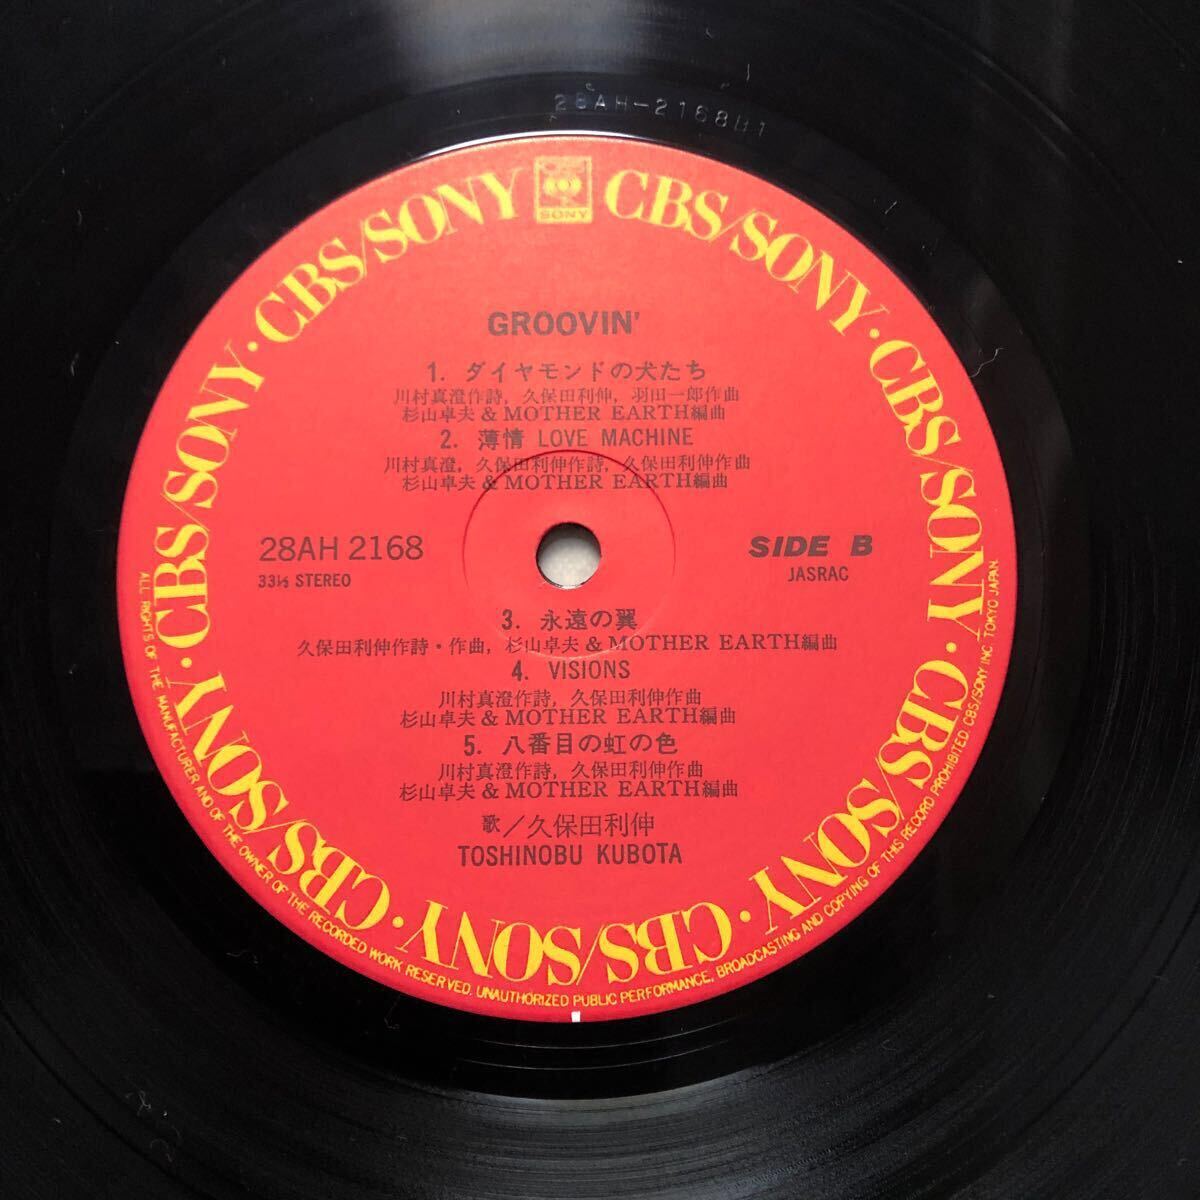 28AH-2168B1
CBS/SONY · CBS/SONY · CBS/SONY · CBS/SONY · CBS/SONY · CBS/SONY · CBS/SONY · CBS/SONY · CBS/SONY · CBS/SONY
SONY
GROOVIN'
1. ダイヤモンドの犬たち
川村真澄作詩, 久保田利伸, 羽田一郎作曲
杉山卓夫 & MOTHER EARTH編曲
2. 薄情 LOVE MACHINE
川村真澄, 久保田利伸作詩, 久保田利伸作曲
杉山卓夫 & MOTHER EARTH編曲
28AH 2168
33⅓ STEREO
SIDE B
JASRAC
3. 永遠の翼
久保田利伸作詩・作曲, 杉山卓夫 & MOTHER EARTH編曲
4. VISIONS
川村真澄作詩, 久保田利伸作曲
杉山卓夫 & MOTHER EARTH編曲
5. 八番目の虹の色
川村真澄作詩, 久保田利伸作曲
杉山卓夫 & MOTHER EARTH編曲
歌／久保田利伸
TOSHINOBU KUBOTA
ALL RIGHTS OF THE MANUFACTURER AND OF THE OWNER OF THE RECORDED WORK RESERVED. UNAUTHORIZED PUBLIC PERFORMANCE, BROADCASTING AND COPYING OF THIS RECORD PROHIBITED. CBS/SONY INC. TOKYO JAPAN.